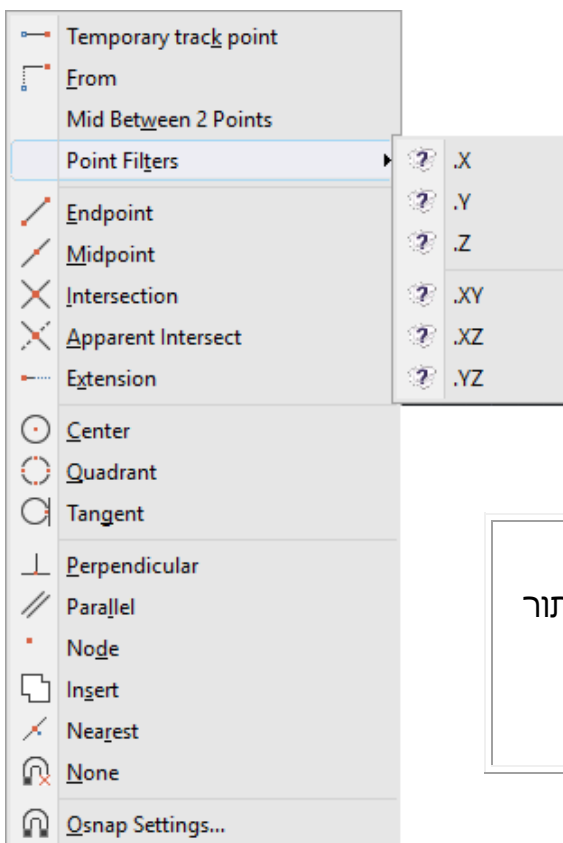 Temporary track point
From
Mid Between 2 Points
Point Filters
.X
.Y
.Z
.XY
.XZ
.YZ
Endpoint
Midpoint
Intersection
Apparent Intersect
Extension
Center
Quadrant
Tangent
Perpendicular
Parallel
Node
Insert
Nearest
None
Osnap Settings...